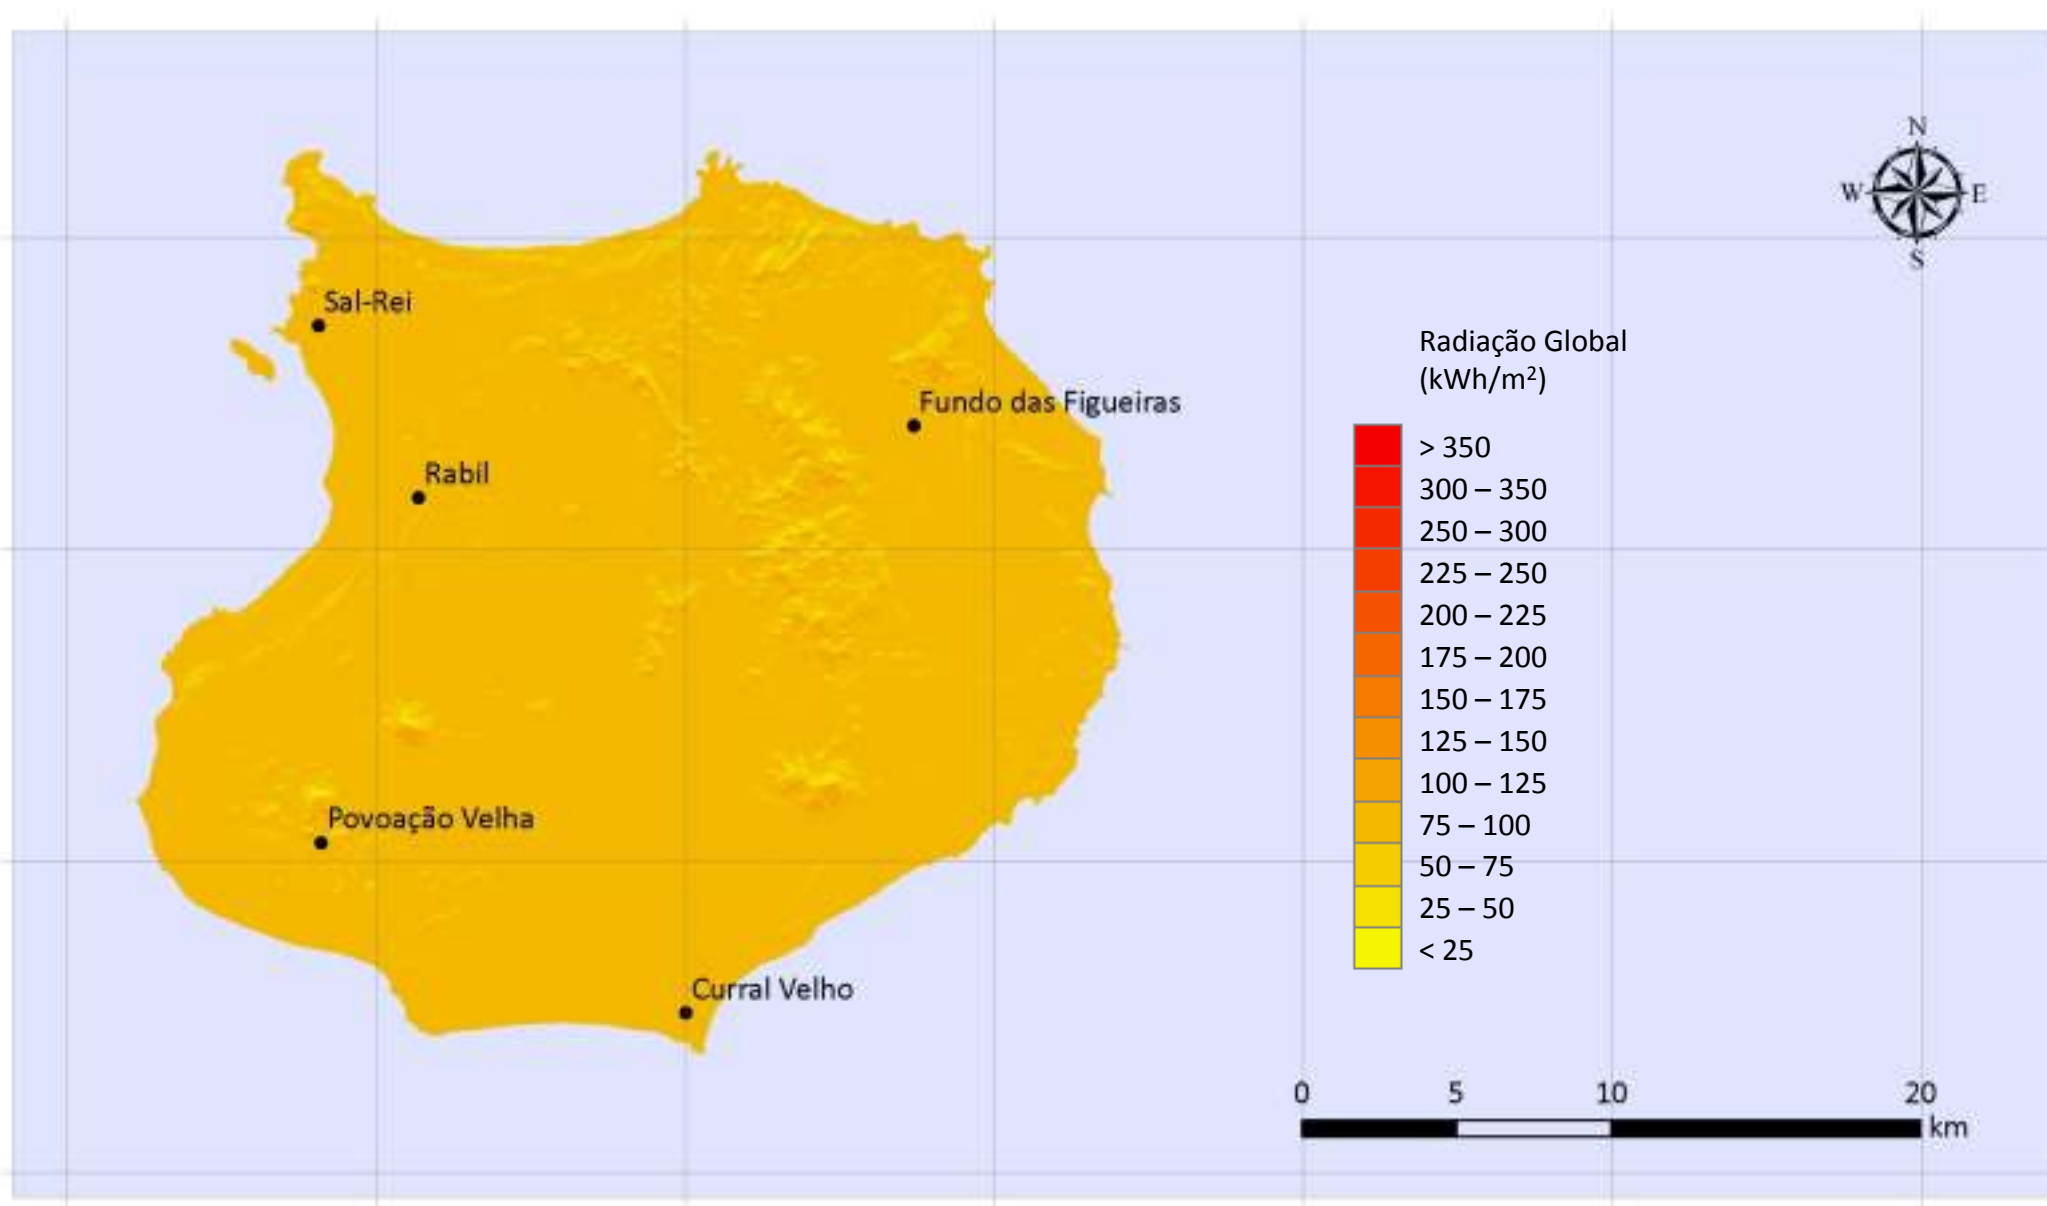 N
W E
S
Sal-Rei
Radiação Global
(kWh/m²)
Fundo das Figueiras
Rabil
> 350
300 – 350
250 – 300
225 – 250
200 – 225
175 – 200
150 – 175
125 – 150
100 – 125
75 – 100
50 – 75
25 – 50
< 25
Povoação Velha
Curral Velho
0 5 10 20
km